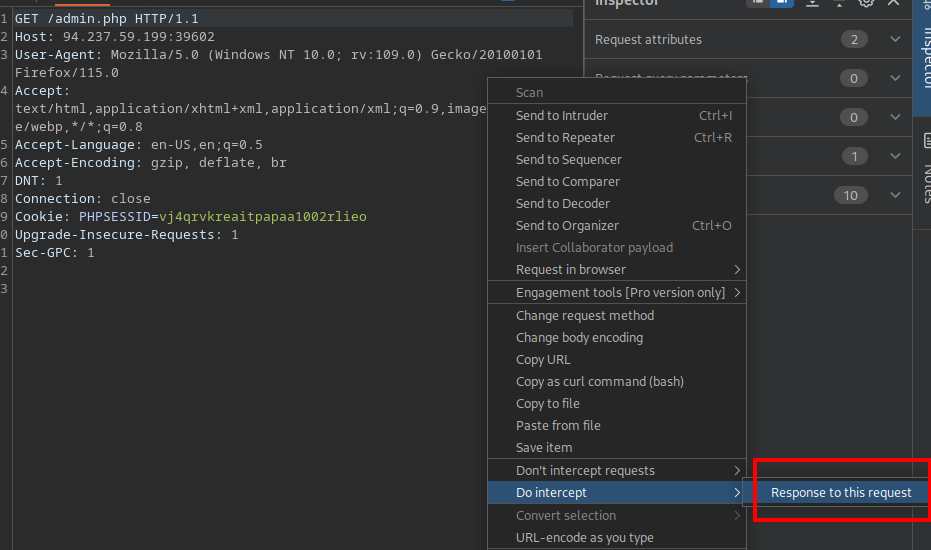 Inspector
1 GET /admin.php HTTP/1.1
2 Host: 94.237.59.199:39602
3 User-Agent: Mozilla/5.0 (Windows NT 10.0; rv:109.0) Gecko/20100101
Firefox/115.0
4 Accept:
text/html,application/xhtml+xml,application/xml;q=0.9,imag
e/webp,*/*;q=0.8
5 Accept-Language: en-US,en;q=0.5
6 Accept-Encoding: gzip, deflate, br
7 DNT: 1
8 Connection: close
9 Cookie: PHPSESSID=vj4qrvkreaitpapaa1002rlieo
0 Upgrade-Insecure-Requests: 1
1 Sec-GPC: 1
2
3
Request attributes 2
Request query parameters 0
0
1
10
Inspector
Notes
Scan
Send to Intruder Ctrl+I
Send to Repeater Ctrl+R
Send to Sequencer
Send to Comparer
Send to Decoder
Send to Organizer Ctrl+O
Insert Collaborator payload
Request in browser >
Engagement tools [Pro version only] >
Change request method
Change body encoding
Copy URL
Copy as curl command (bash)
Copy to file
Paste from file
Save item
Don't intercept requests >
Do intercept >
Response to this request
Convert selection >
URL-encode as you type